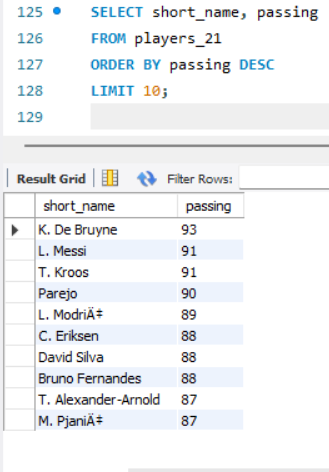 125 SELECT short_name, passing
126 FROM players_21
127 ORDER BY passing DESC
128 LIMIT 10;
129
Result Grid Filter Rows:
short_name passing
K. De Bruyne 93
L. Messi 91
T. Kroos 91
Parejo 90
L. ModriÄ‡ 89
C. Eriksen 88
David Silva 88
Bruno Fernandes 88
T. Alexander-Arnold 87
M. PjaniÄ‡ 87